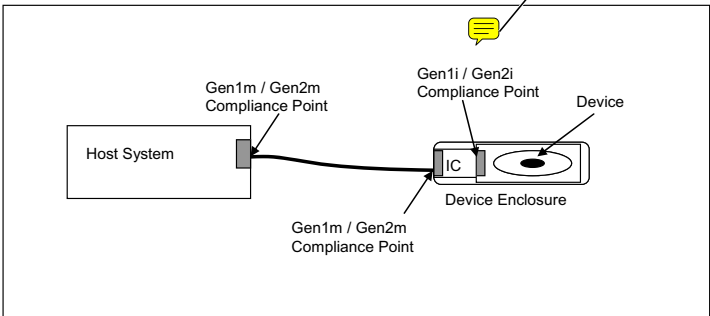 Gen1m / Gen2m
Compliance Point
Gen1i / Gen2i
Compliance Point
Device
Host System
IC
Device Enclosure
Gen1m / Gen2m
Compliance Point